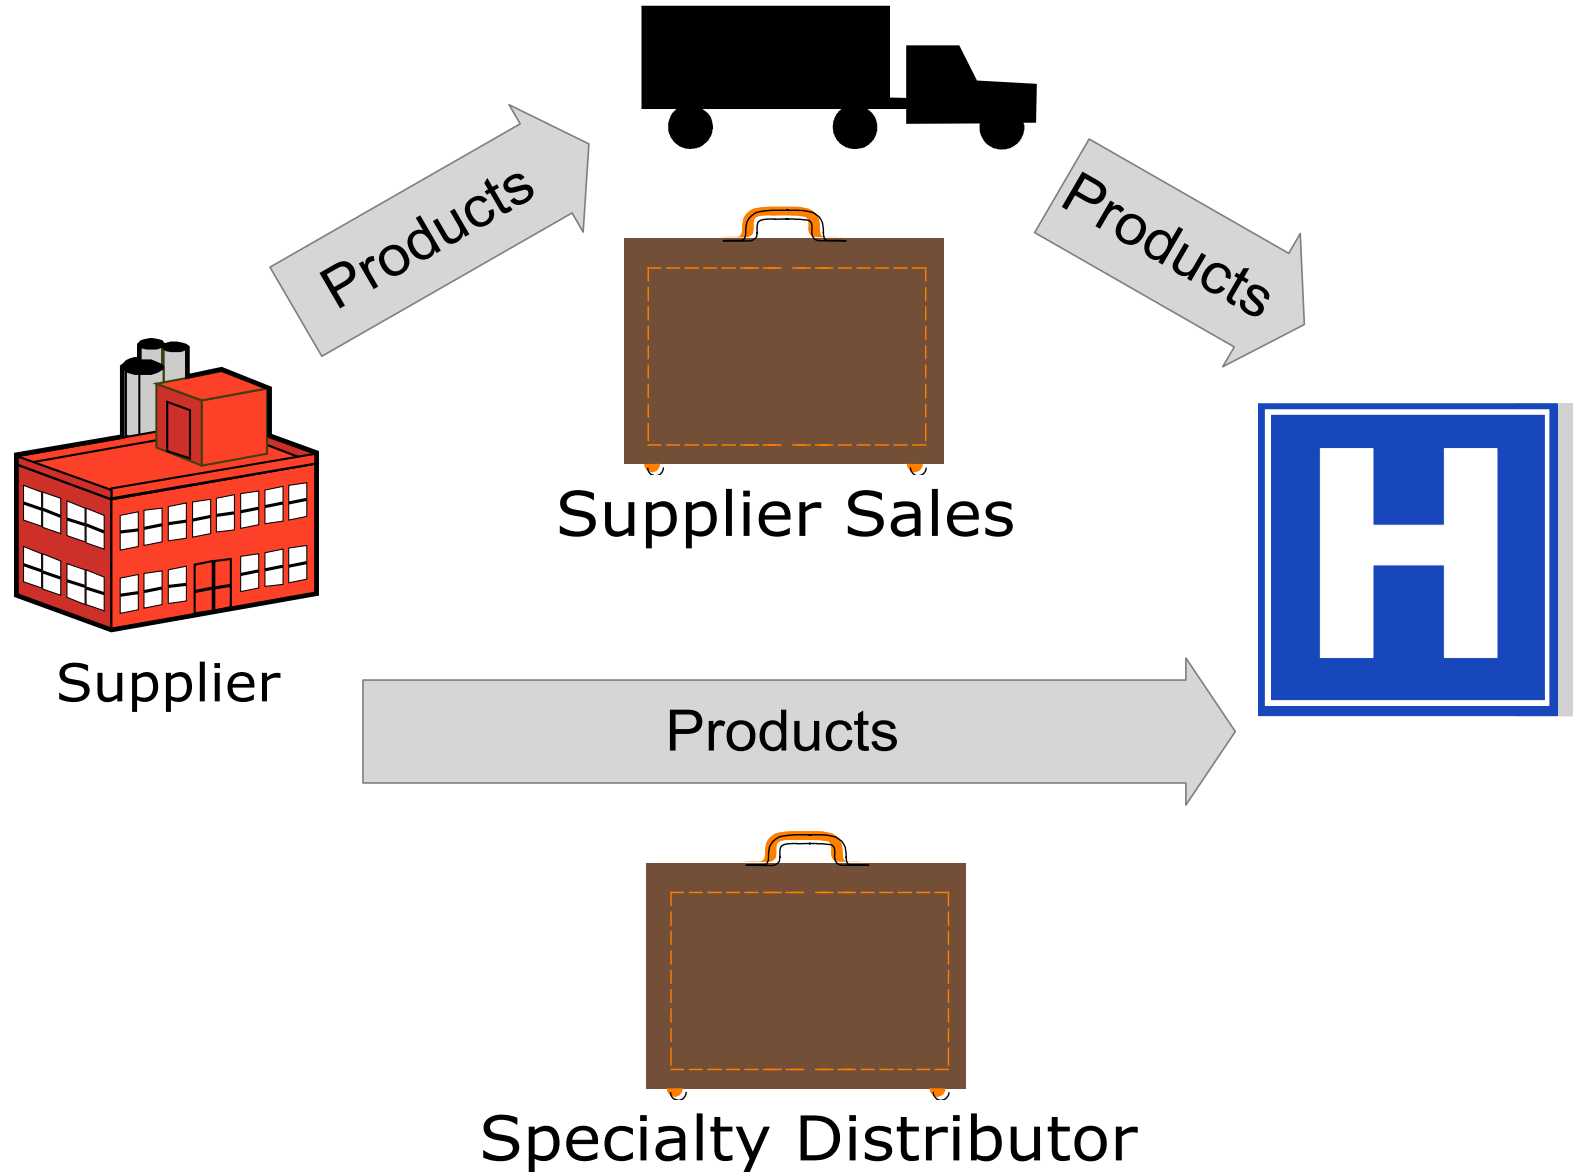 Products
Products
Supplier Sales
H
Supplier
Products
Specialty Distributor